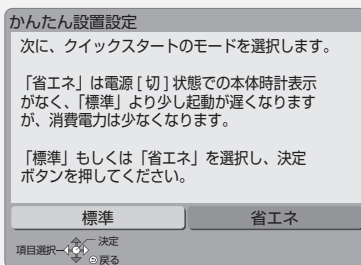 かんたん設置設定
次に、クイックスタートのモードを選択します。
「省エネ」は電源 [ 切 ] 状態での本体時計表示
がなく、「標準」より少し起動が遅くなります
が、消費電力は少なくなります。
「標準」もしくは「省エネ」を選択し、決定
ボタンを押してください。
標準
省エネ
項目選択
決定
戻る